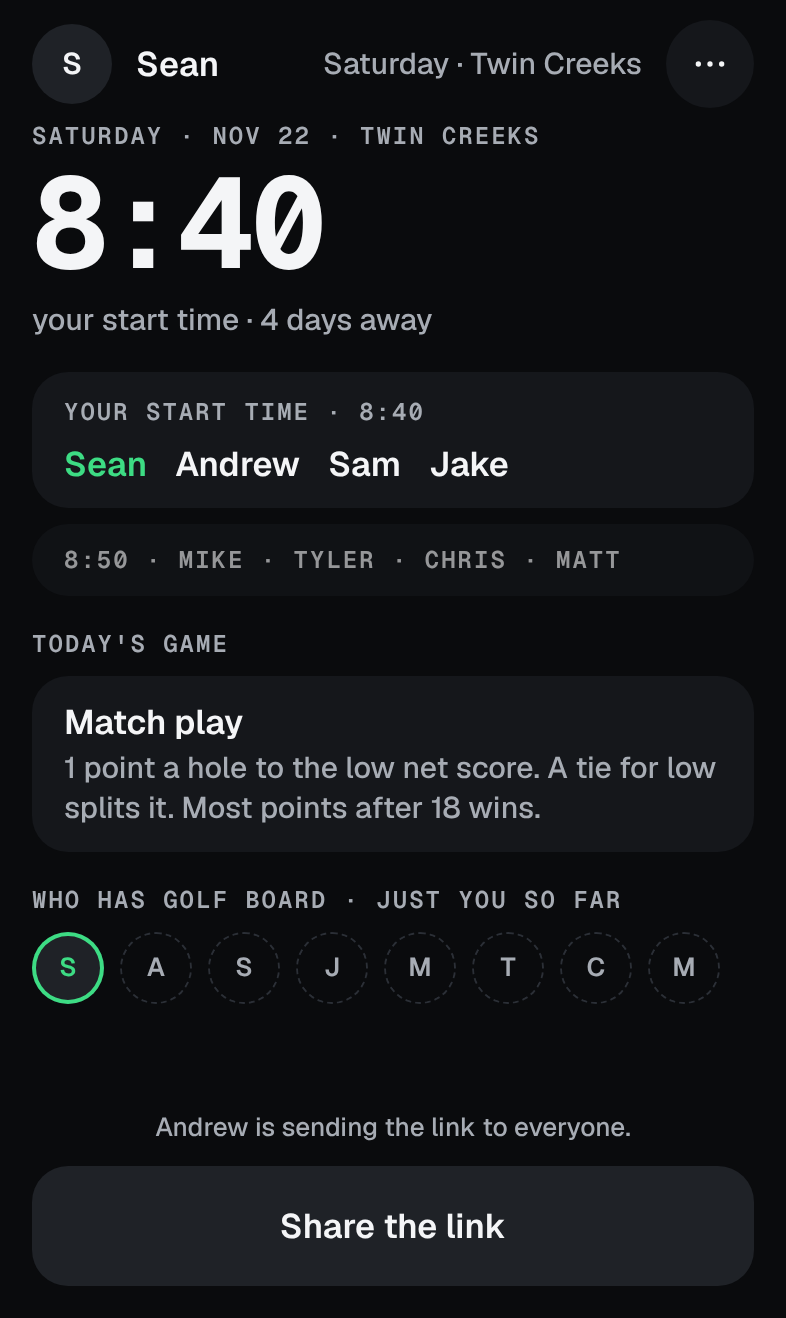 S Sean Saturday · Twin Creeks ...
SATURDAY · NOV 22 · TWIN CREEKS
8:40
your start time · 4 days away
YOUR START TIME · 8:40
Sean Andrew Sam Jake
8:50 · MIKE · TYLER · CHRIS · MATT
TODAY'S GAME
Match play
1 point a hole to the low net score. A tie for low
splits it. Most points after 18 wins.
WHO HAS GOLF BOARD · JUST YOU SO FAR
S A S J M T C M
Andrew is sending the link to everyone.
Share the link